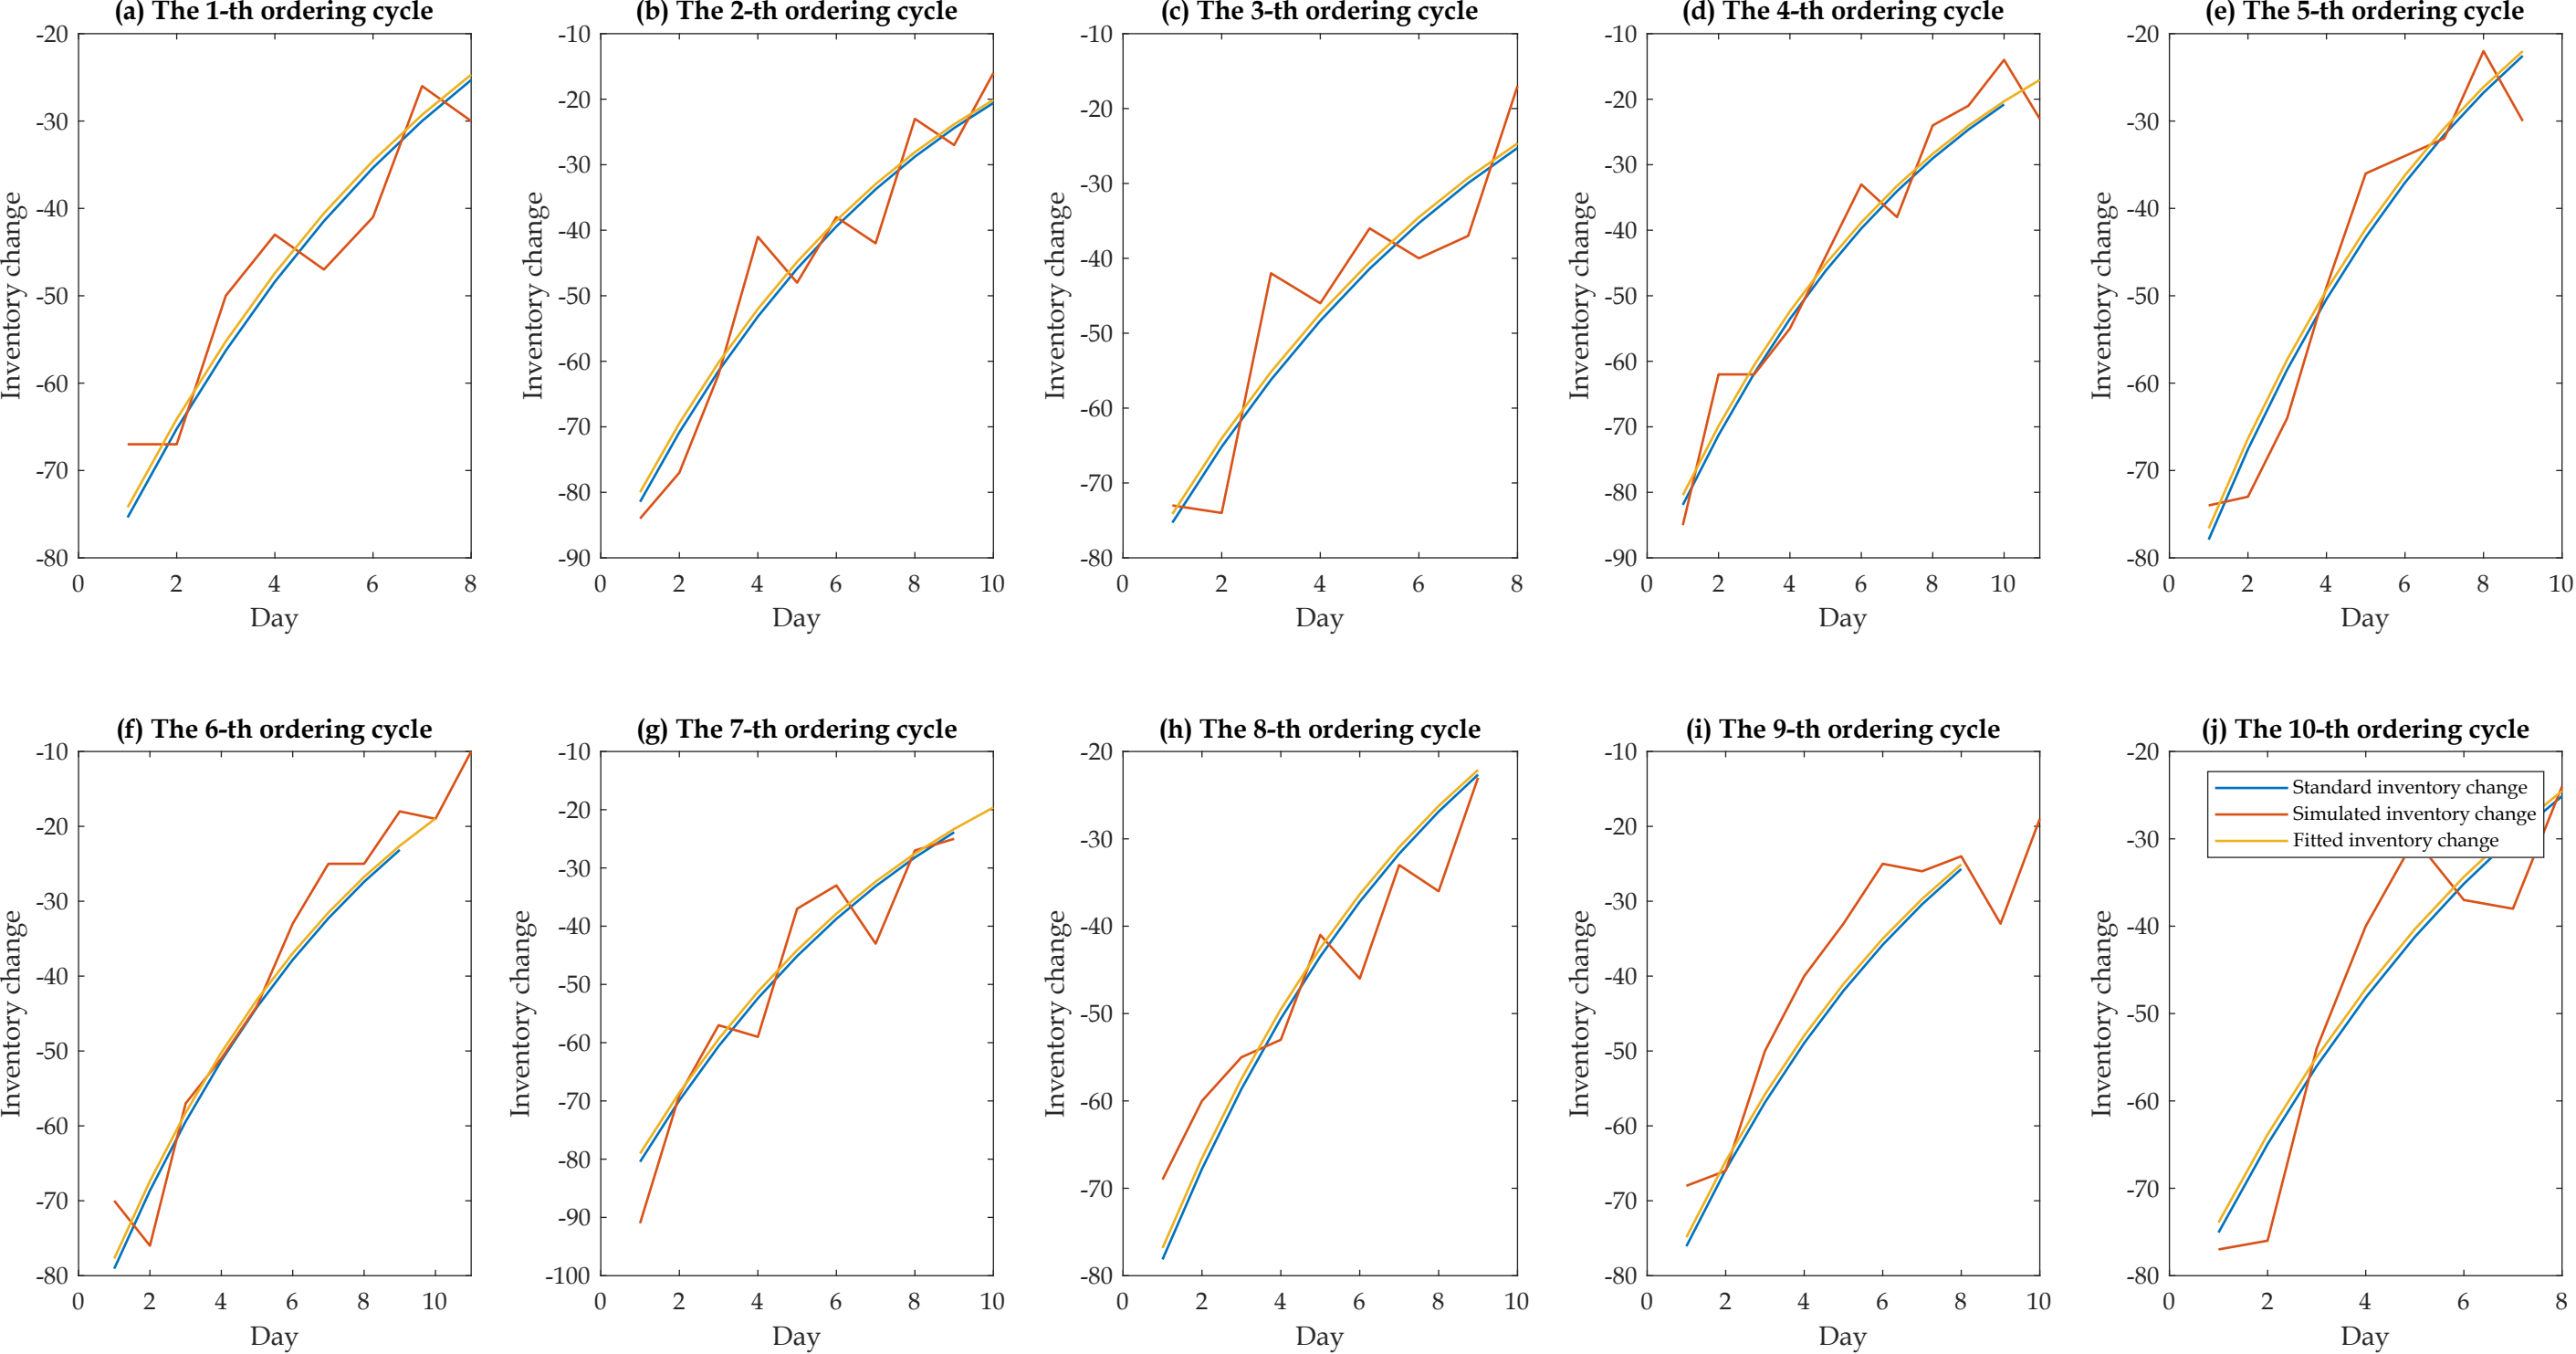 (a) The 1-th ordering cycle
-20
-30
-40
-50
-60
-70
-80
0 2 4 6 8
Inventory change
Day
(b) The 2-th ordering cycle
-10
-20
-30
-40
-50
-60
-70
-80
-90
0 2 4 6 8 10
Inventory change
Day
(c) The 3-th ordering cycle
-10
-20
-30
-40
-50
-60
-70
-80
0 2 4 6 8
Inventory change
Day
(d) The 4-th ordering cycle
-10
-20
-30
-40
-50
-60
-70
-80
-90
0 2 4 6 8 10
Inventory change
Day
(e) The 5-th ordering cycle
-20
-30
-40
-50
-60
-70
-80
0 2 4 6 8 10
Inventory change
Day
(f) The 6-th ordering cycle
-10
-20
-30
-40
-50
-60
-70
-80
0 2 4 6 8 10
Inventory change
Day
(g) The 7-th ordering cycle
-10
-20
-30
-40
-50
-60
-70
-80
-90
-100
0 2 4 6 8 10
Inventory change
Day
(h) The 8-th ordering cycle
-20
-30
-40
-50
-60
-70
-80
0 2 4 6 8 10
Inventory change
Day
(i) The 9-th ordering cycle
-10
-20
-30
-40
-50
-60
-70
-80
0 2 4 6 8 10
Inventory change
Day
(j) The 10-th ordering cycle
-20
-30
-40
-50
-60
-70
-80
0 2 4 6 8
Inventory change
Day
Standard inventory change
Simulated inventory change
Fitted inventory change